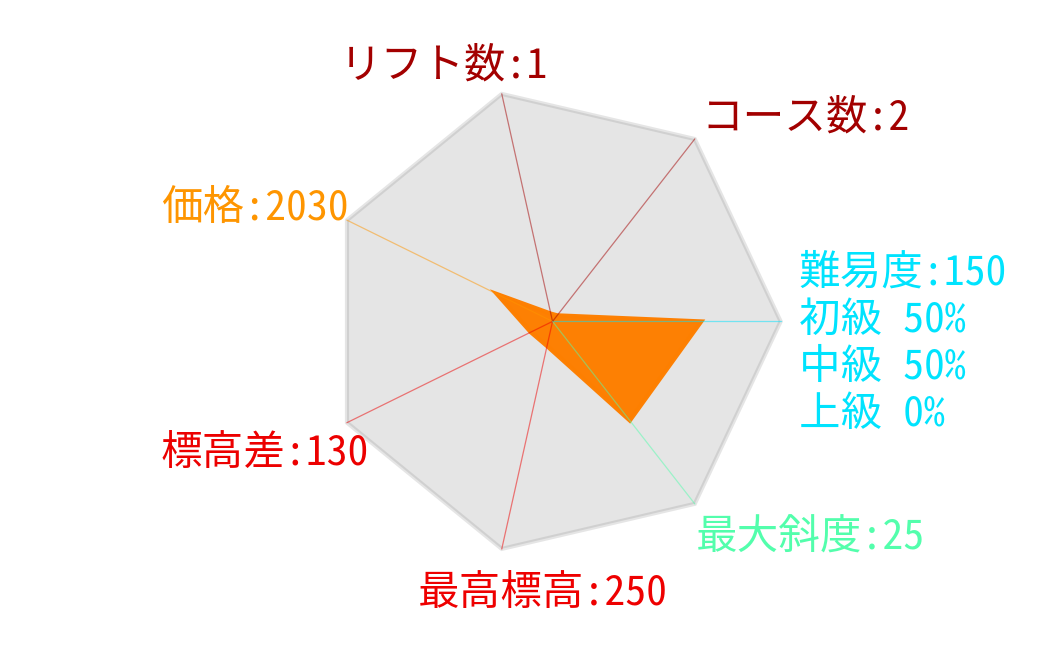 リフト数:1
コース数:2
価格:2030
難易度:150
初級 50%
中級 50%
上級 0%
標高差:130
最大斜度:25
最高標高:250